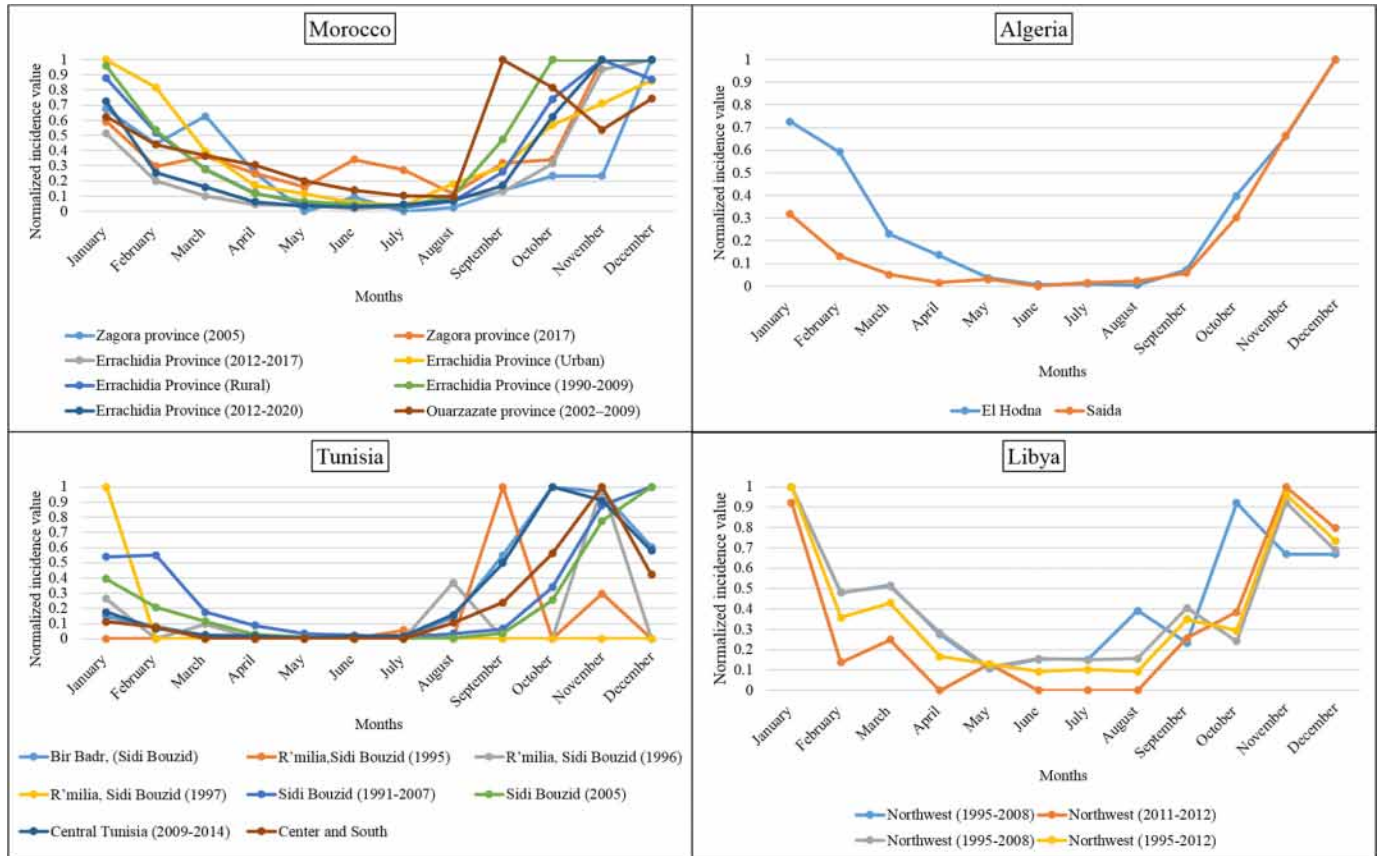 Morocco
Normalized incidence value
1
0.9
0.8
0.7
0.6
0.5
0.4
0.3
0.2
0.1
0
January
February
March
April
May
June
July
August
September
October
November
December
Months
Zagora province (2005)
Zagora province (2017)
Errachidia Province (2012-2017)
Errachidia Province (Urban)
Errachidia Province (Rural)
Errachidia Province (1990-2009)
Errachidia Province (2012-2020)
Ouarzazate province (2002–2009)
Algeria
Normalized incidence value
1
0.9
0.8
0.7
0.6
0.5
0.4
0.3
0.2
0.1
0
January
February
March
April
May
June
July
August
September
October
November
December
Months
El Hodna
Saida
Tunisia
Normalized incidence value
1
0.9
0.8
0.7
0.6
0.5
0.4
0.3
0.2
0.1
0
January
February
March
April
May
June
July
August
September
October
November
December
Months
Bir Badr, (Sidi Bouzid)
R’milia,Sidi Bouzid (1995)
R’milia, Sidi Bouzid (1996)
R’milia, Sidi Bouzid (1997)
Sidi Bouzid (1991-2007)
Sidi Bouzid (2005)
Central Tunisia (2009-2014)
Center and South
Libya
Normalized incidence value
1
0.9
0.8
0.7
0.6
0.5
0.4
0.3
0.2
0.1
0
January
February
March
April
May
June
July
August
September
October
November
December
Months
Northwest (1995-2008)
Northwest (2011-2012)
Northwest (1995-2008)
Northwest (1995-2012)